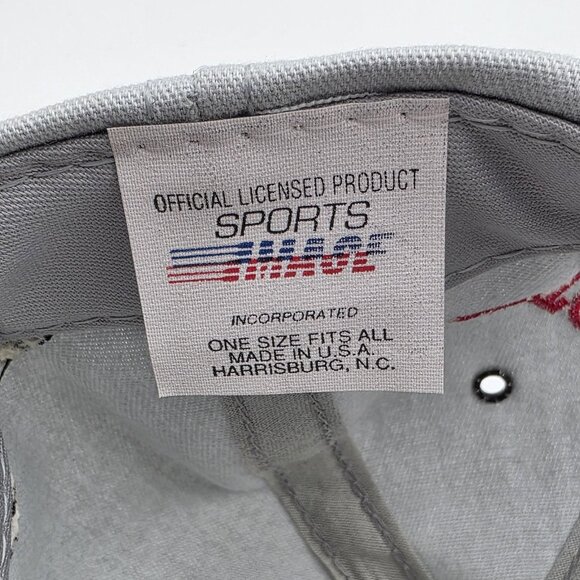 OFFICIAL LICENSED PRODUCT
SPORTS
IMAGE
INCORPORATED
ONE SIZE FITS ALL
MADE IN U.S.A.
HARRISBURG, N.C.